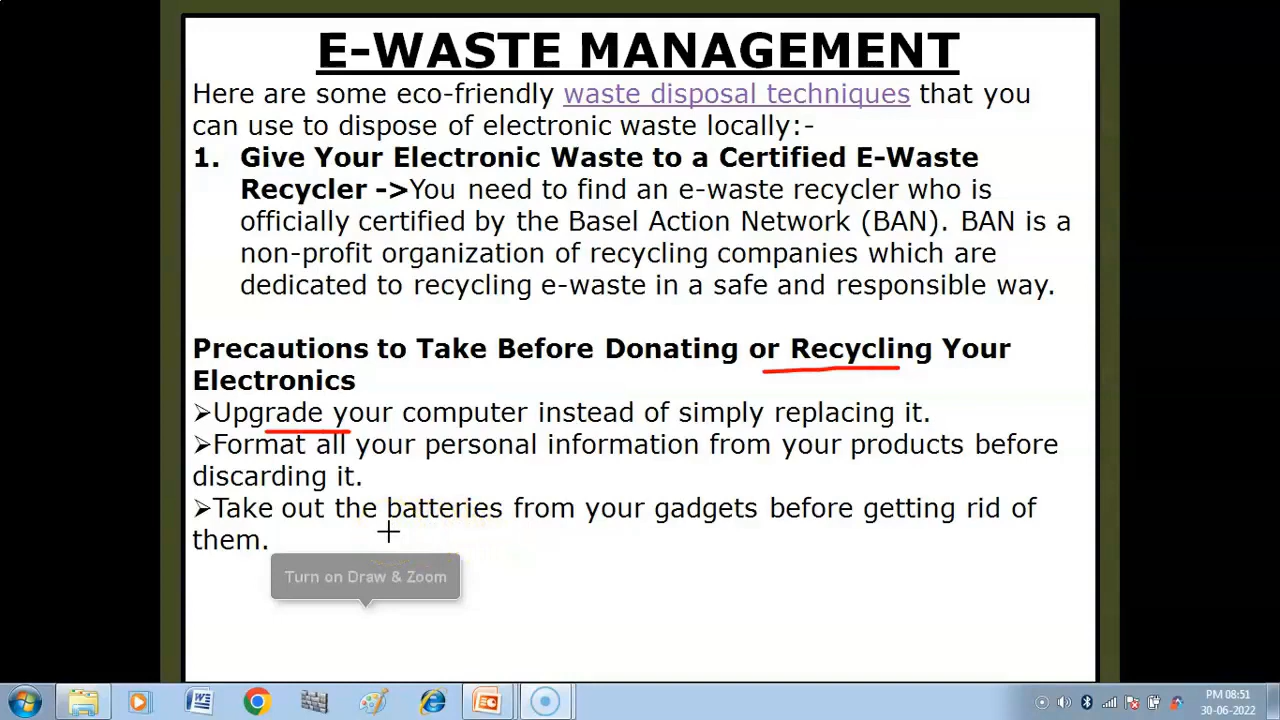 E-WASTE MANAGEMENT
Here are some eco-friendly waste disposal techniques that you
can use to dispose of electronic waste locally:-
1. Give Your Electronic Waste to a Certified E-Waste
Recycler ->You need to find an e-waste recycler who is
officially certified by the Basel Action Network (BAN). BAN is a
non-profit organization of recycling companies which are
dedicated to recycling e-waste in a safe and responsible way.
Precautions to Take Before Donating or Recycling Your
Electronics
➢Upgrade your computer instead of simply replacing it.
➢Format all your personal information from your products before
discarding it.
➢Take out the batteries from your gadgets before getting rid of
them.
Turn on Draw & Zoom
PM 08:51
30-06-2022